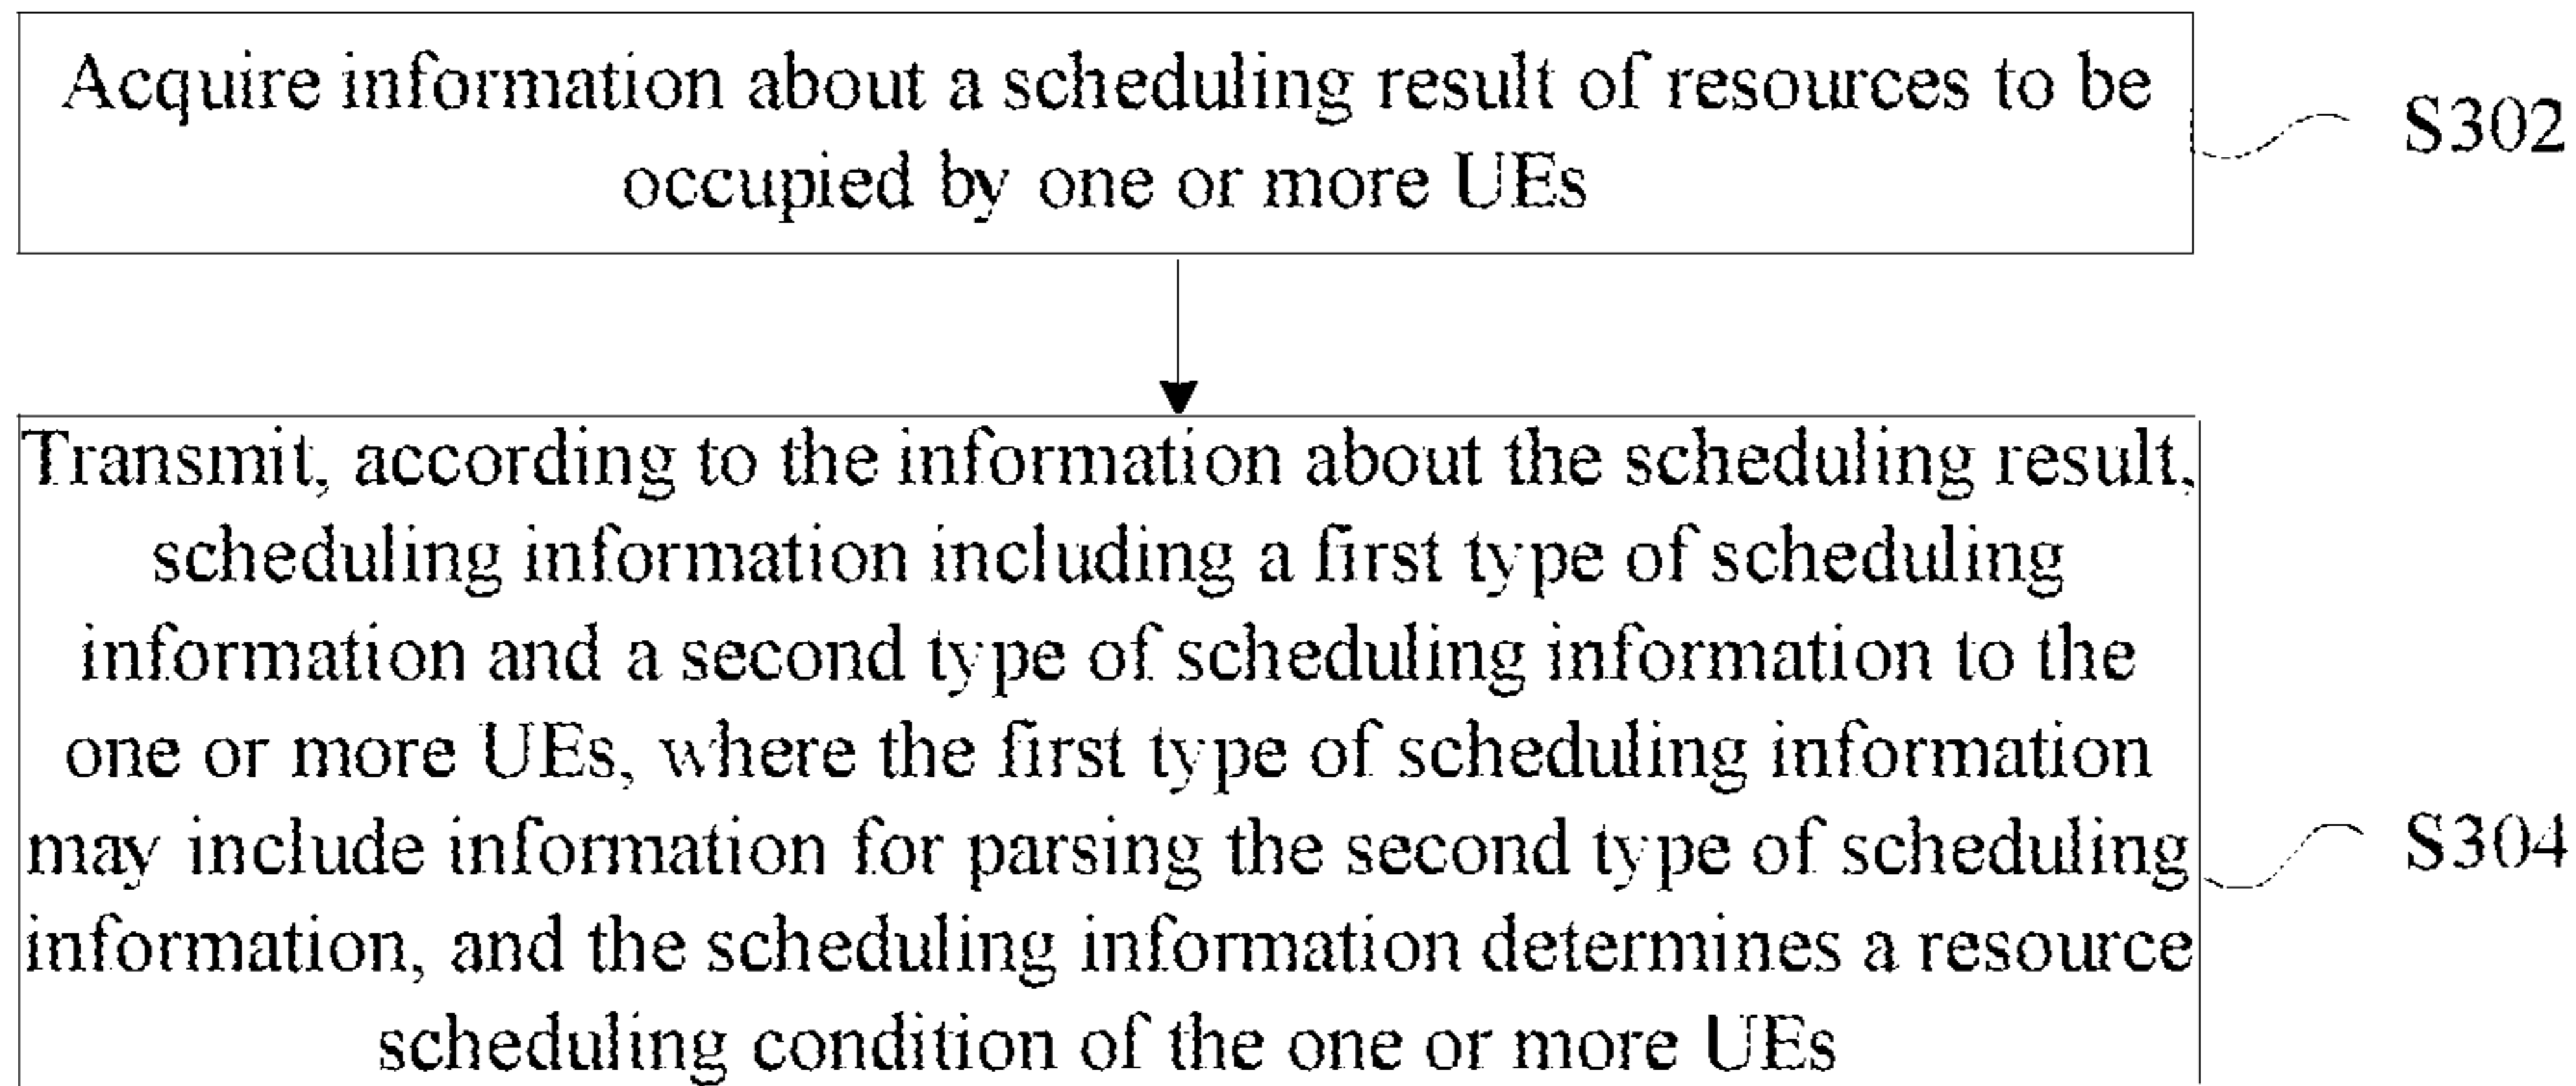 Acquire information about a scheduling result of resources to be
occupied by one or more UEs
S302
Transmit, according to the information about the scheduling result,
scheduling information including a first type of scheduling
information and a second type of scheduling information to the
one or more UEs, where the first type of scheduling information
may include information for parsing the second type of scheduling
information, and the scheduling information determines a resource
scheduling condition of the one or more UEs
S304